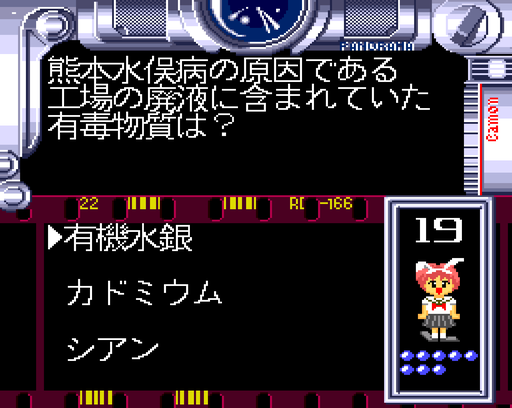 PANORAMA
熊本水俣病の原因である
工場の廃液に含まれていた
有毒物質は？
Camon
22
RD -166
▶有機水銀
19
カドミウム
シアン